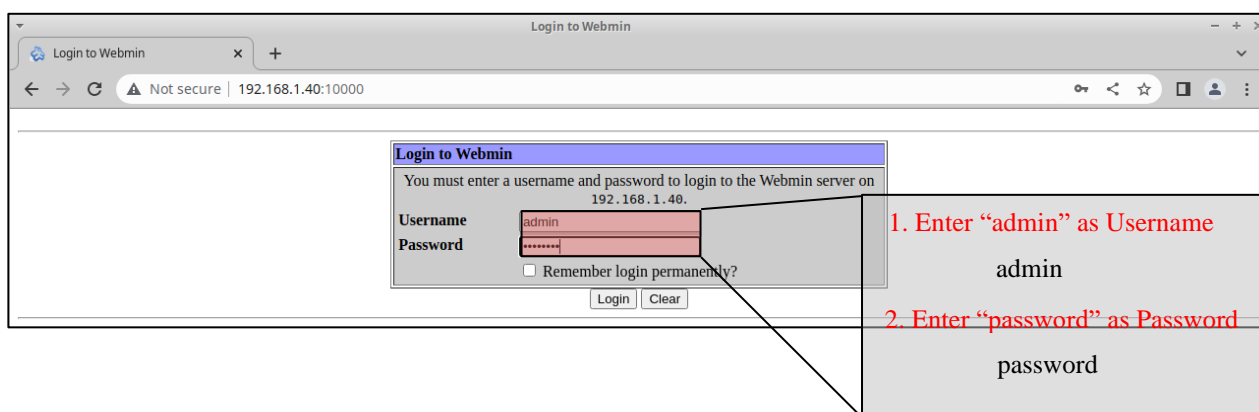 Login to Webmin
Login to Webmin
Not secure | 192.168.1.40:10000
Login to Webmin
You must enter a username and password to login to the Webmin server on
192.168.1.40.
Username admin
Password ••••••••
Remember login permanently?
Login Clear
1. Enter “admin” as Username
admin
2. Enter “password” as Password
password